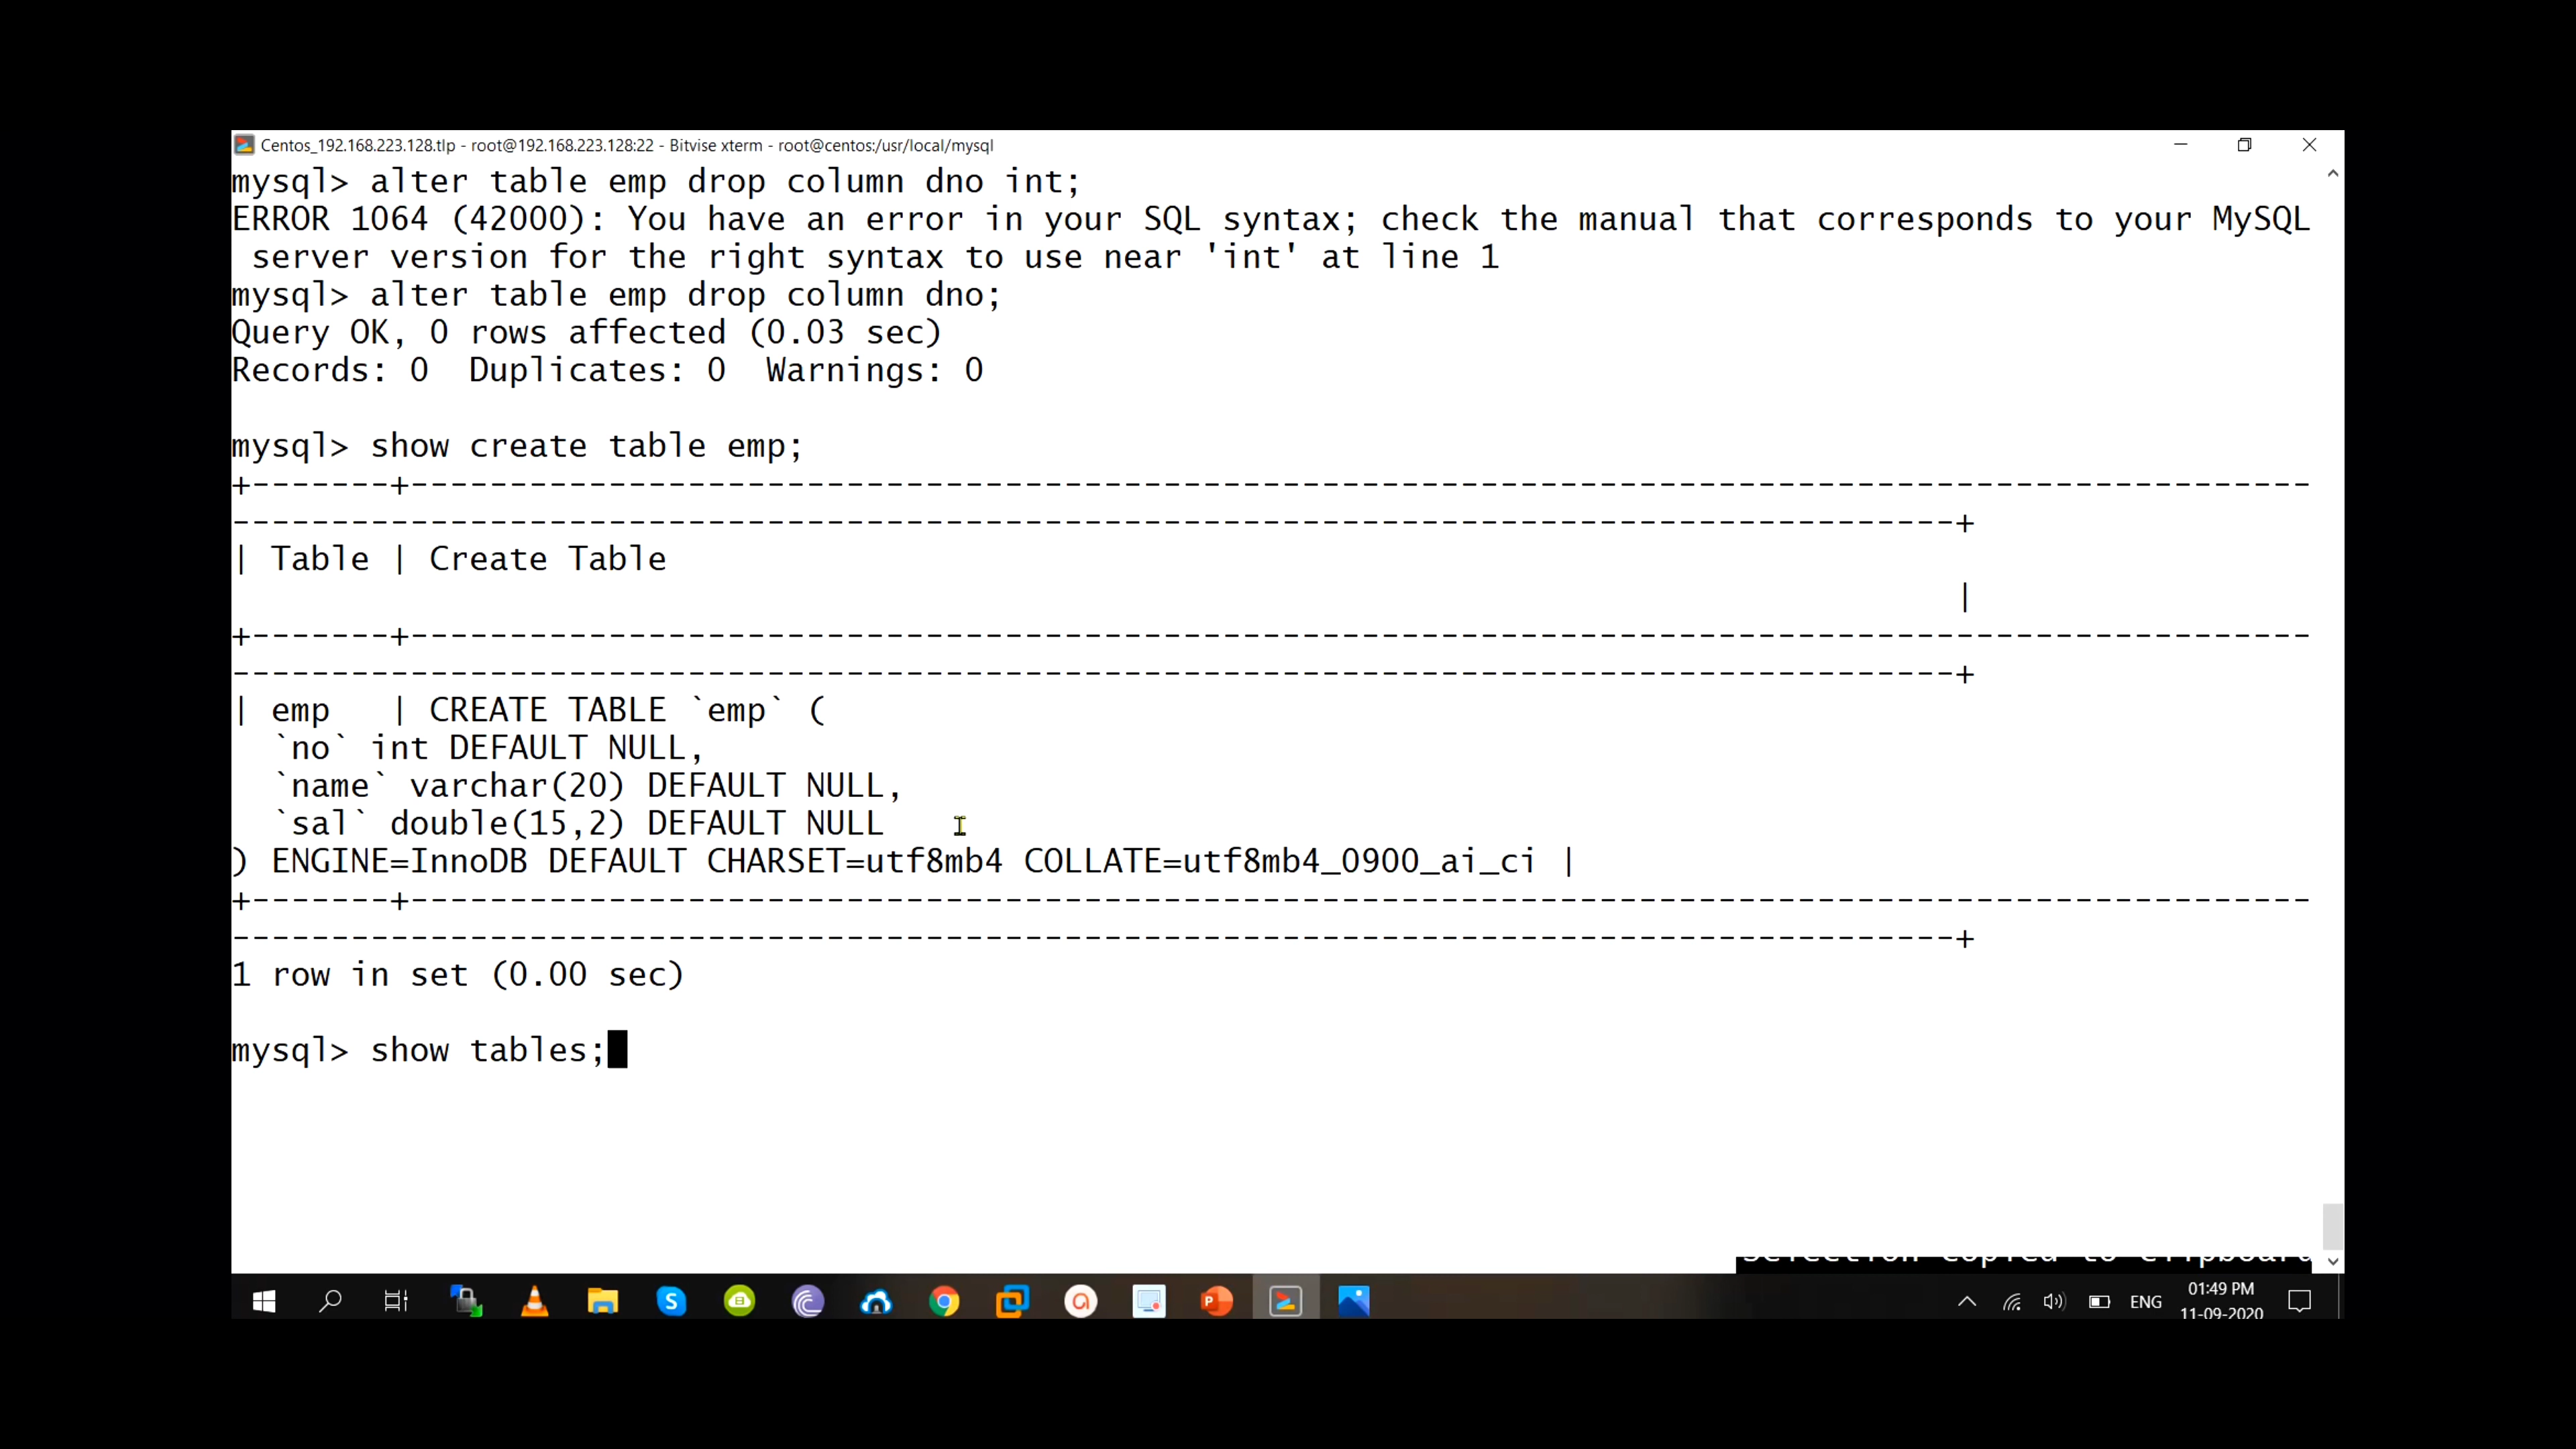 Centos_192.168.223.128.tlp - root@192.168.223.128:22 - Bitvise xterm - root@centos:/usr/local/mysql
mysql> alter table emp drop column dno int;
ERROR 1064 (42000): You have an error in your SQL syntax; check the manual that corresponds to your MySQL
 server version for the right syntax to use near 'int' at line 1
mysql> alter table emp drop column dno;
Query OK, 0 rows affected (0.03 sec)
Records: 0  Duplicates: 0  Warnings: 0
mysql> show create table emp;
+-------+------------------------------------------------------------------------------------------------
---------------------------------------------------------------------------------------+
| Table | Create Table
|
+-------+------------------------------------------------------------------------------------------------
---------------------------------------------------------------------------------------+
| emp   | CREATE TABLE `emp` (
  `no` int DEFAULT NULL,
  `name` varchar(20) DEFAULT NULL,
  `sal` double(15,2) DEFAULT NULL
) ENGINE=InnoDB DEFAULT CHARSET=utf8mb4 COLLATE=utf8mb4_0900_ai_ci |
+-------+------------------------------------------------------------------------------------------------
---------------------------------------------------------------------------------------+
1 row in set (0.00 sec)
mysql> show tables;
Selection copied to clipboard
ENG
01:49 PM
11-09-2020